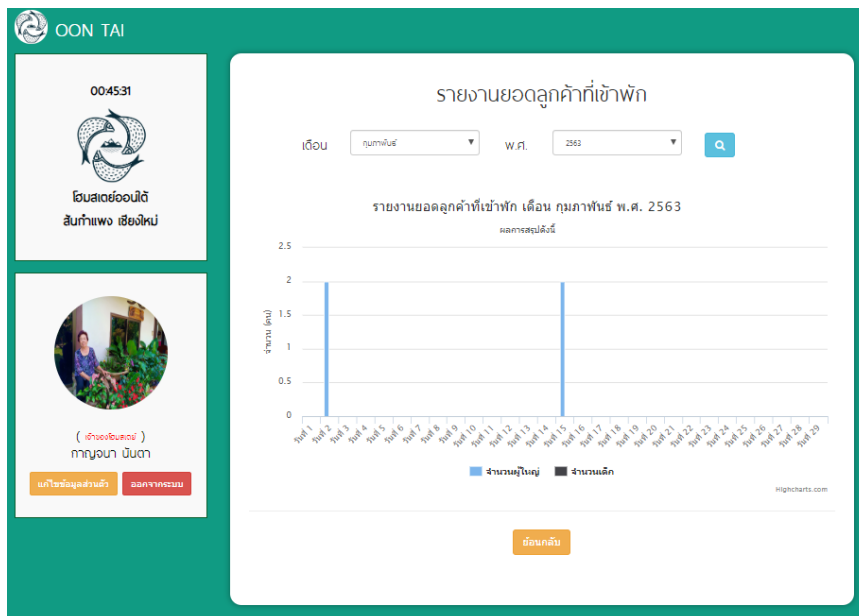 OON TAI
00:45:31
โฮมสเตย์ออนใต้
สันกำแพง เชียงใหม่
( เจ้าของโฮมสเตย์ )
กาญจนา นันตา
แก้ไขข้อมูลส่วนตัว
ออกจากระบบ
รายงานยอดลูกค้าที่เข้าพัก
เดือน กุมภาพันธ์ พ.ศ. 2563
รายงานยอดลูกค้าที่เข้าพัก เดือน กุมภาพันธ์ พ.ศ. 2563
ผลการสรุปดังนี้
จำนวน (คน)
2.5
2
1.5
1
0.5
0
วันที่ 1 วันที่ 2 วันที่ 3 วันที่ 4 วันที่ 5 วันที่ 6 วันที่ 7 วันที่ 8 วันที่ 9 วันที่ 10 วันที่ 11 วันที่ 12 วันที่ 13 วันที่ 14 วันที่ 15 วันที่ 16 วันที่ 17 วันที่ 18 วันที่ 19 วันที่ 20 วันที่ 21 วันที่ 22 วันที่ 23 วันที่ 24 วันที่ 25 วันที่ 26 วันที่ 27 วันที่ 28 วันที่ 29
จำนวนผู้ใหญ่ จำนวนเด็ก
Highcharts.com
ย้อนกลับ